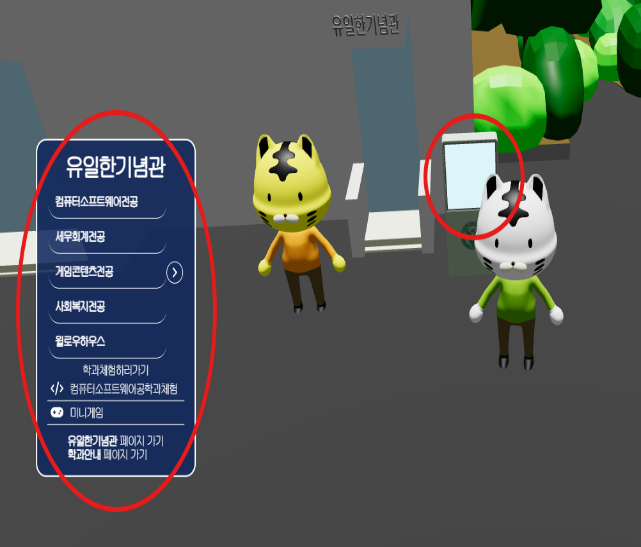 유일한기념관
유일한기념관
컴퓨터소프트웨어전공
세무회계전공
게임콘텐츠전공
사회복지전공
윌로우하우스
학과체험하러가기
</> 컴퓨터소프트웨어공학과체험
미니게임
유일한기념관 페이지 가기
학과안내 페이지 가기